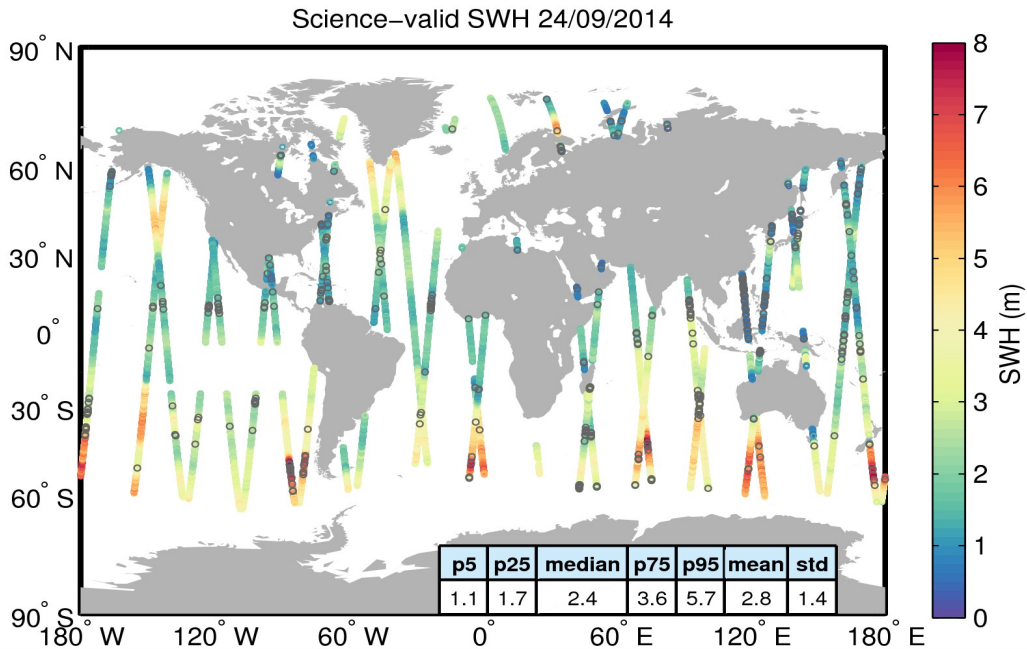 Science−valid SWH 24/09/2014
90° N
60° N
30° N
0°
30° S
60° S
90° S
180° W
120° W
60° W
0°
60° E
120° E
180° E
p5 p25 median p75 p95 mean std
1.1 1.7 2.4 3.6 5.7 2.8 1.4
8
7
6
5
4
3
2
1
0
SWH (m)